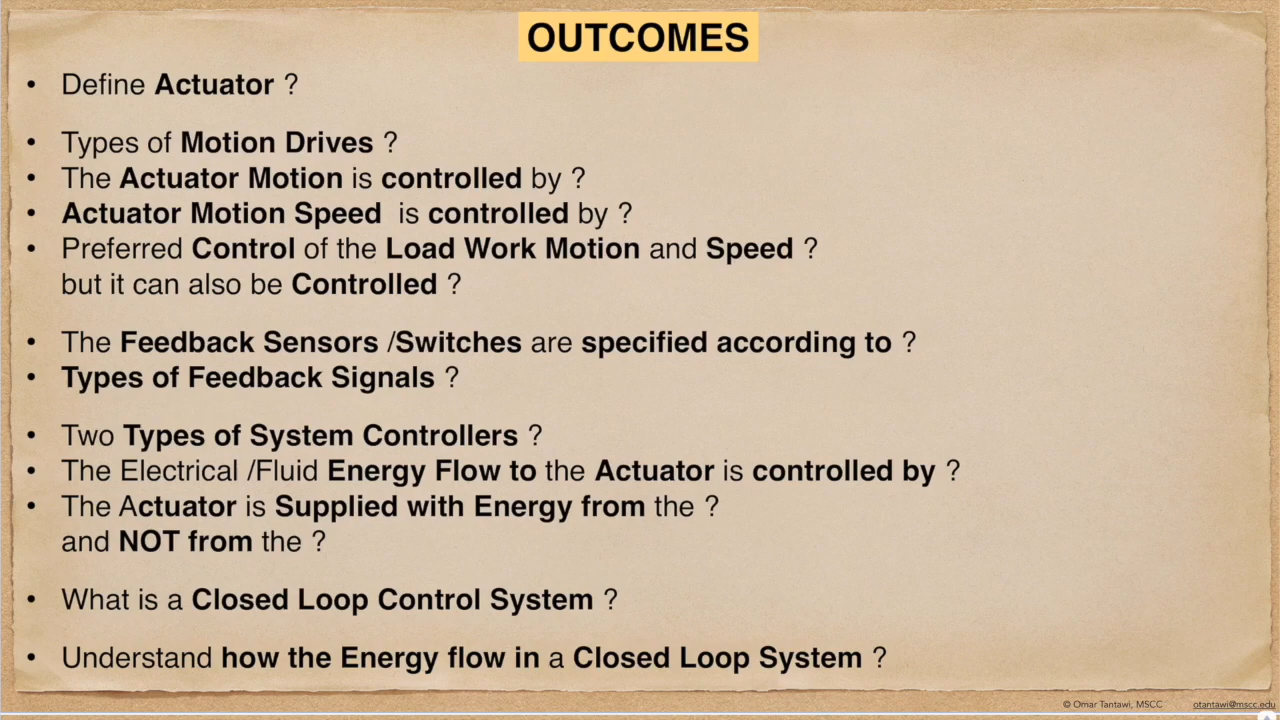 OUTCOMES
• Define Actuator ?
• Types of Motion Drives ?
• The Actuator Motion is controlled by ?
• Actuator Motion Speed is controlled by ?
• Preferred Control of the Load Work Motion and Speed ?
but it can also be Controlled ?
• The Feedback Sensors /Switches are specified according to ?
• Types of Feedback Signals ?
• Two Types of System Controllers ?
• The Electrical /Fluid Energy Flow to the Actuator is controlled by ?
• The Actuator is Supplied with Energy from the ?
and NOT from the ?
• What is a Closed Loop Control System ?
• Understand how the Energy flow in a Closed Loop System ?
© Omar Tantawi, MSCC otantawi@mscc.edu